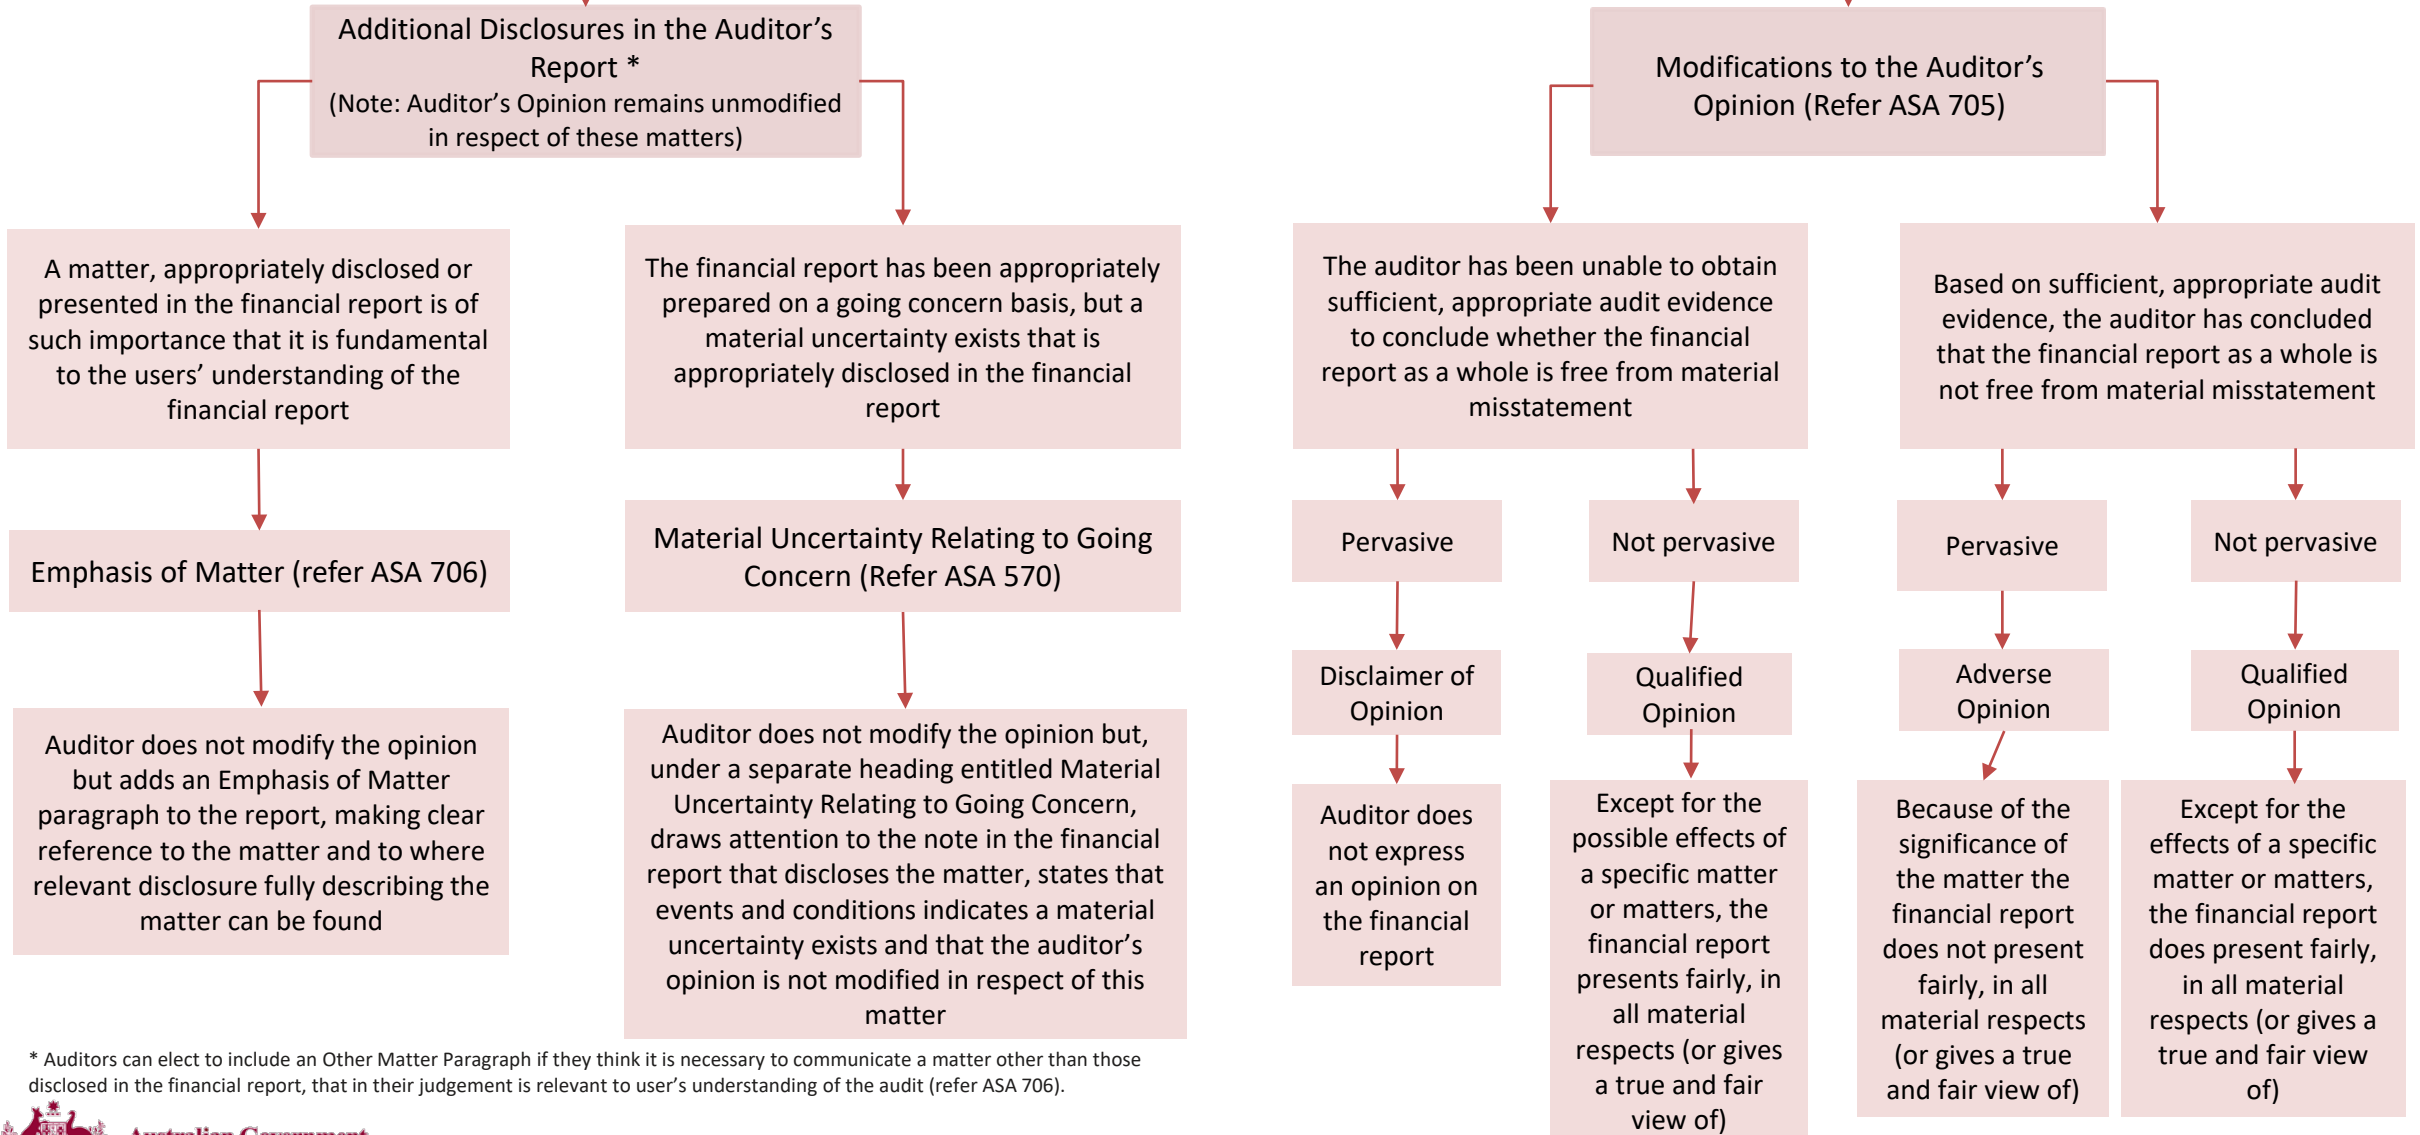 Additional Disclosures in the Auditor's
Report *
(Note: Auditor's Opinion remains unmodified
in respect of these matters)
Modifications to the Auditor's
Opinion (Refer ASA 705)
A matter, appropriately disclosed or
presented in the financial report is of
such importance that it is fundamental
to the users' understanding of the
financial report
The financial report has been appropriately
prepared on a going concern basis, but a
material uncertainty exists that is
appropriately disclosed in the financial
report
The auditor has been unable to obtain
sufficient, appropriate audit evidence
to conclude whether the financial
report as a whole is free from material
misstatement
Based on sufficient, appropriate audit
evidence, the auditor has concluded
that the financial report as a whole is
not free from material misstatement
Emphasis of Matter (refer ASA 706)
Material Uncertainty Relating to Going
Concern (Refer ASA 570)
Pervasive
Not pervasive
Pervasive
Not pervasive
Disclaimer of
Opinion
Qualified
Opinion
Adverse
Opinion
Qualified
Opinion
Auditor does not modify the opinion
but adds an Emphasis of Matter
paragraph to the report, making clear
reference to the matter and to where
relevant disclosure fully describing the
matter can be found
Auditor does not modify the opinion but,
under a separate heading entitled Material
Uncertainty Relating to Going Concern,
draws attention to the note in the financial
report that discloses the matter, states that
events and conditions indicates a material
uncertainty exists and that the auditor's
opinion is not modified in respect of this
matter
Auditor does
not express
an opinion on
the financial
report
Except for the
possible effects of
a specific matter
or matters, the
financial report
presents fairly, in
all material
respects (or gives
a true and fair
view of)
Because of the
significance of
the matter the
financial report
does not present
fairly, in all
material respects
(or gives a true
and fair view of)
Except for the
effects of a specific
matter or matters,
the financial report
does present fairly,
in all material
respects (or gives a
true and fair view
of)
* Auditors can elect to include an Other Matter Paragraph if they think it is necessary to communicate a matter other than those
disclosed in the financial report, that in their judgement is relevant to user's understanding of the audit (refer ASA 706).
Australian Government